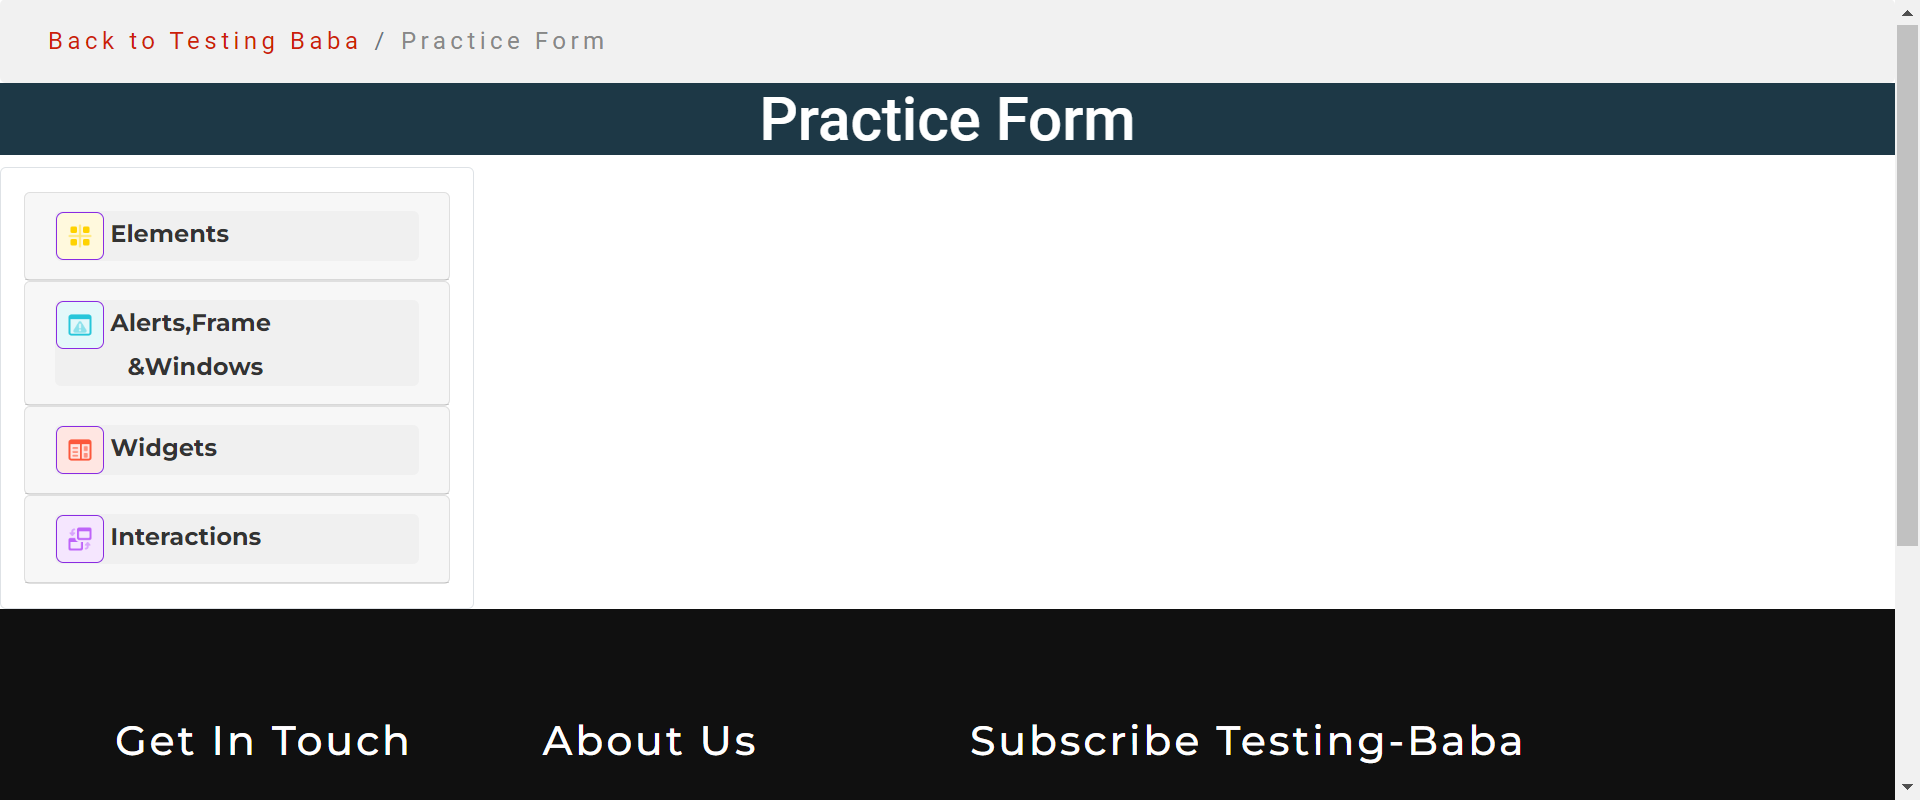 Back to Testing Baba / Practice Form
Practice Form
Elements
Alerts,Frame
&Windows
Widgets
Interactions
Get In Touch
About Us
Subscribe Testing-Baba